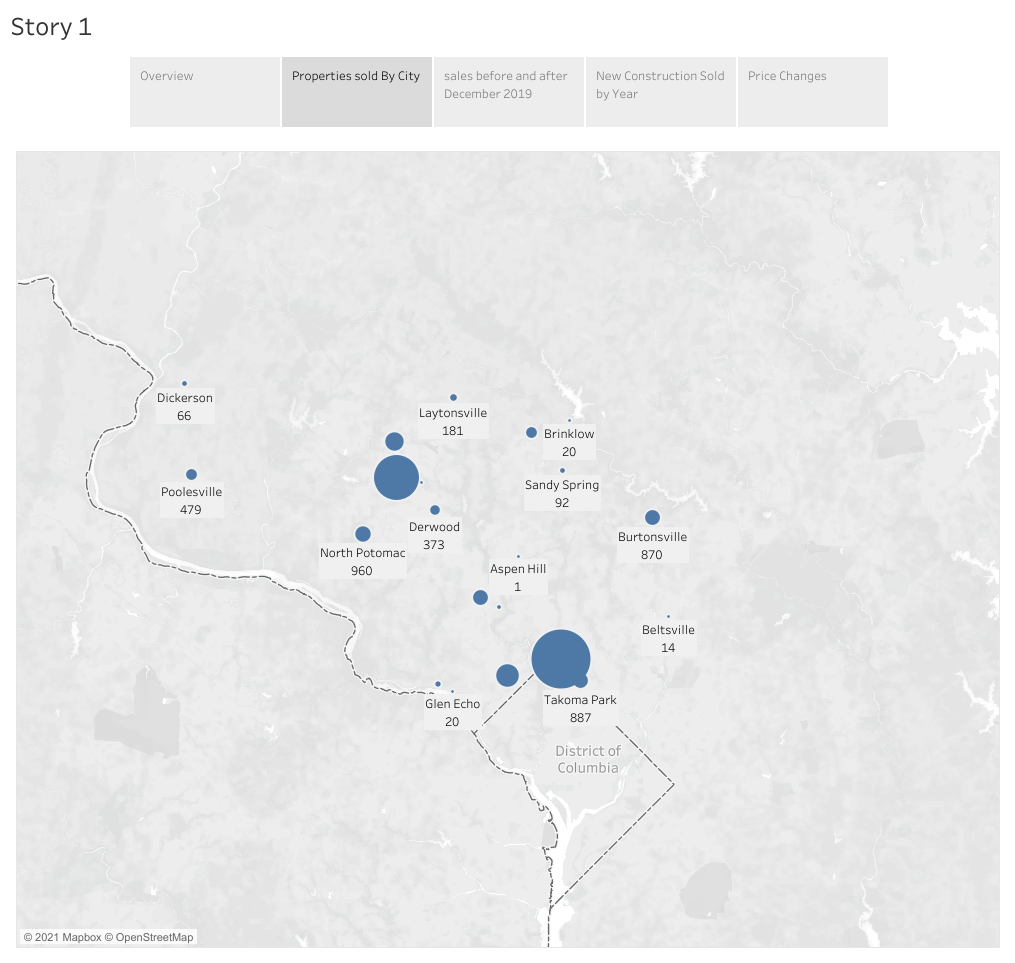 Story 1
Overview
Properties sold By City
sales before and after
December 2019
New Construction Sold
by Year
Price Changes
Dickerson
66
Laytonsville
181
Brinklow
20
Poolesville
479
Sandy Spring
92
Derwood
373
North Potomac
960
Burtonsville
870
Aspen Hill
1
Beltsville
14
Glen Echo
20
Takoma Park
887
District of
Columbia
© 2021 Mapbox © OpenStreetMap